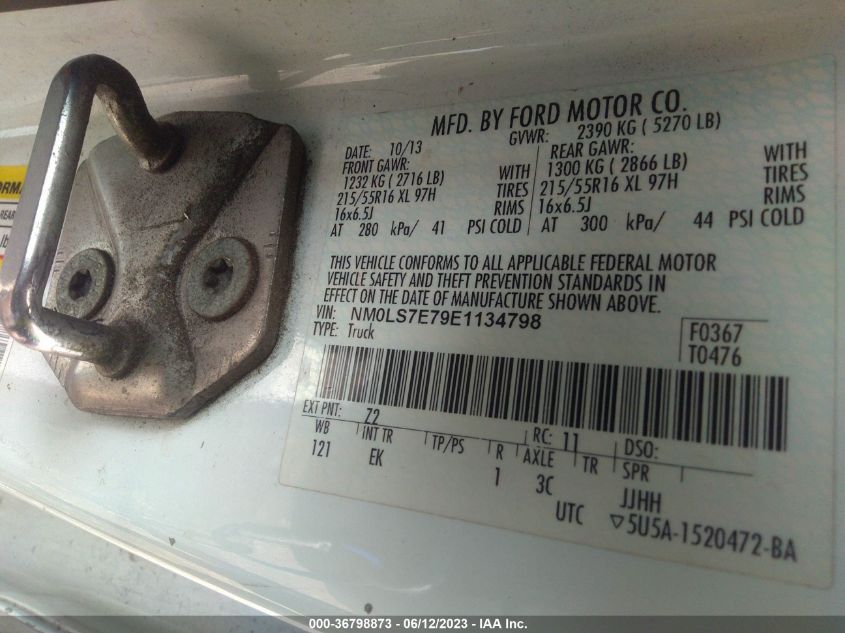 MFD. BY FORD MOTOR CO.
DATE: 10/13 GVWR: 2390 KG ( 5270 LB)
FRONT GAWR: REAR GAWR:
1232 KG ( 2716 LB) WITH 1300 KG ( 2866 LB) WITH
215/55R16 XL 97H TIRES 215/55R16 XL 97H TIRES
16x6.5J RIMS 16x6.5J RIMS
AT 280 kPa/ 41 PSI COLD AT 300 kPa/ 44 PSI COLD
THIS VEHICLE CONFORMS TO ALL APPLICABLE FEDERAL MOTOR
VEHICLE SAFETY AND THEFT PREVENTION STANDARDS IN
EFFECT ON THE DATE OF MANUFACTURE SHOWN ABOVE.
VIN: NM0LS7E79E1134798 F0367
TYPE: Truck T0476
EXT PNT: Z2 RC: 11 DSO:
WB INT TR TP/PS R AXLE TR SPR
121 EK 1 3C JJHH
UTC ▽5U5A-1520472-BA
000-36798873 - 06/12/2023 - IAA Inc.